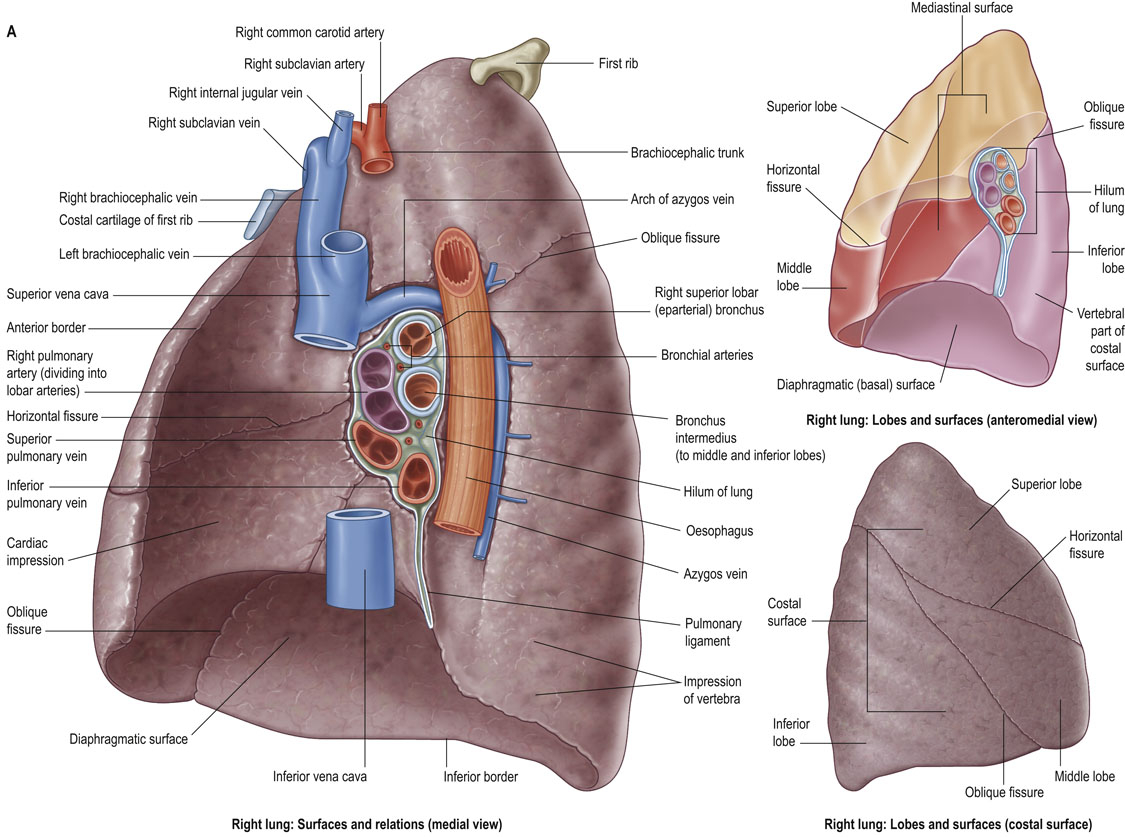 A
Right common carotid artery
Right subclavian artery
Right internal jugular vein
Right subclavian vein
Right brachiocephalic vein
Costal cartilage of first rib
Left brachiocephalic vein
Superior vena cava
Anterior border
Right pulmonary
artery (dividing into
lobar arteries)
Horizontal fissure
Superior
pulmonary vein
Inferior
pulmonary vein
Cardiac
impression
Oblique
fissure
Diaphragmatic surface
Inferior vena cava
Inferior border
First rib
Brachiocephalic trunk
Arch of azygos vein
Oblique fissure
Right superior lobar
(eparterial) bronchus
Bronchial arteries
Bronchus
intermedius
(to middle and inferior lobes)
Hilum of lung
Oesophagus
Azygos vein
Pulmonary
ligament
Impression
of vertebra
Right lung: Surfaces and relations (medial view)
Mediastinal surface
Superior lobe
Horizontal
fissure
Middle
lobe
Diaphragmatic (basal) surface
Oblique
fissure
Hilum
of lung
Inferior
lobe
Vertebral
part of
costal
surface
Right lung: Lobes and surfaces (anteromedial view)
Superior lobe
Horizontal
fissure
Costal
surface
Inferior
lobe
Middle lobe
Oblique fissure
Right lung: Lobes and surfaces (costal surface)